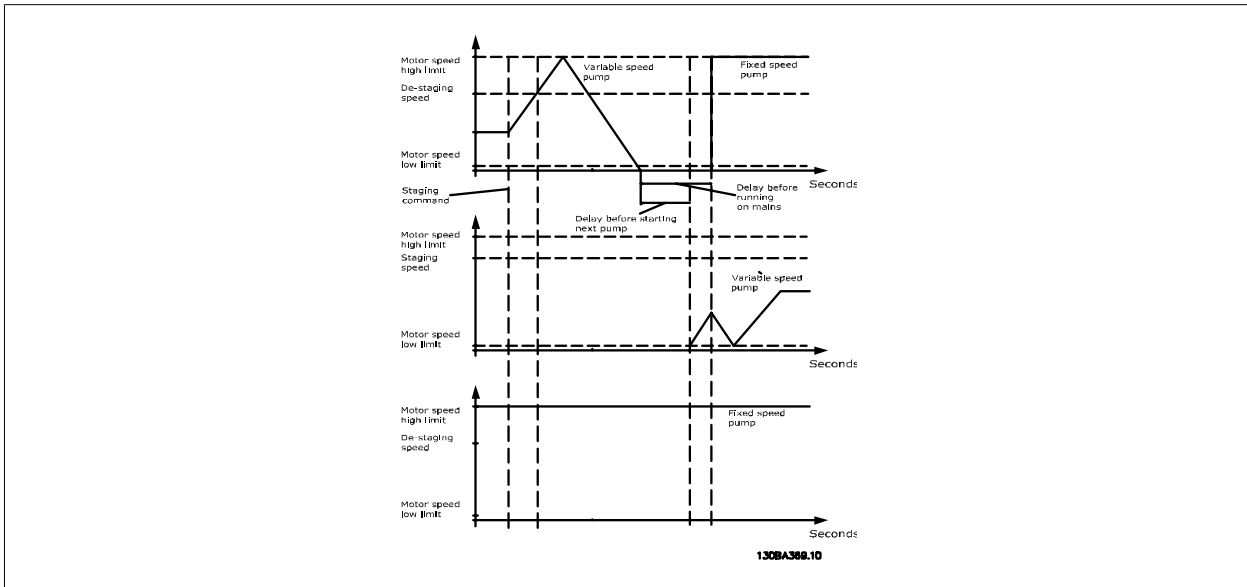 Motor speed
high limit
Variable speed
pump
Fixed speed
pump
De-staging
speed
Motor speed
low limit
Seconds
Staging
command
Delay before
running
on mains
Delay before starting
next pump
Motor speed
high limit
Staging
speed
Variable speed
pump
Motor speed
low limit
Seconds
Motor speed
high limit
Fixed speed
pump
De-staging
speed
Motor speed
low limit
Seconds
130BA369.10